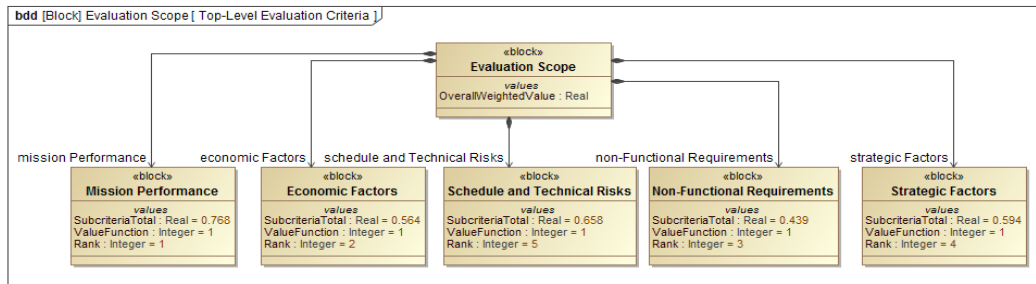 bdd [Block] Evaluation Scope [ Top-Level Evaluation Criteria ]
«block»
Evaluation Scope
values
OverallWeightedValue : Real
mission Performance
economic Factors
schedule and Technical Risks
non-Functional Requirements
strategic Factors
«block»
Mission Performance
values
SubcriteriaTotal : Real = 0.768
ValueFunction : Integer = 1
Rank : Integer = 1
«block»
Economic Factors
values
SubcriteriaTotal : Real = 0.564
ValueFunction : Integer = 1
Rank : Integer = 2
«block»
Schedule and Technical Risks
values
SubcriteriaTotal : Real = 0.658
ValueFunction : Integer = 1
Rank : Integer = 5
«block»
Non-Functional Requirements
values
SubcriteriaTotal : Real = 0.439
ValueFunction : Integer = 1
Rank : Integer = 3
«block»
Strategic Factors
values
SubcriteriaTotal : Real = 0.594
ValueFunction : Integer = 1
Rank : Integer = 4